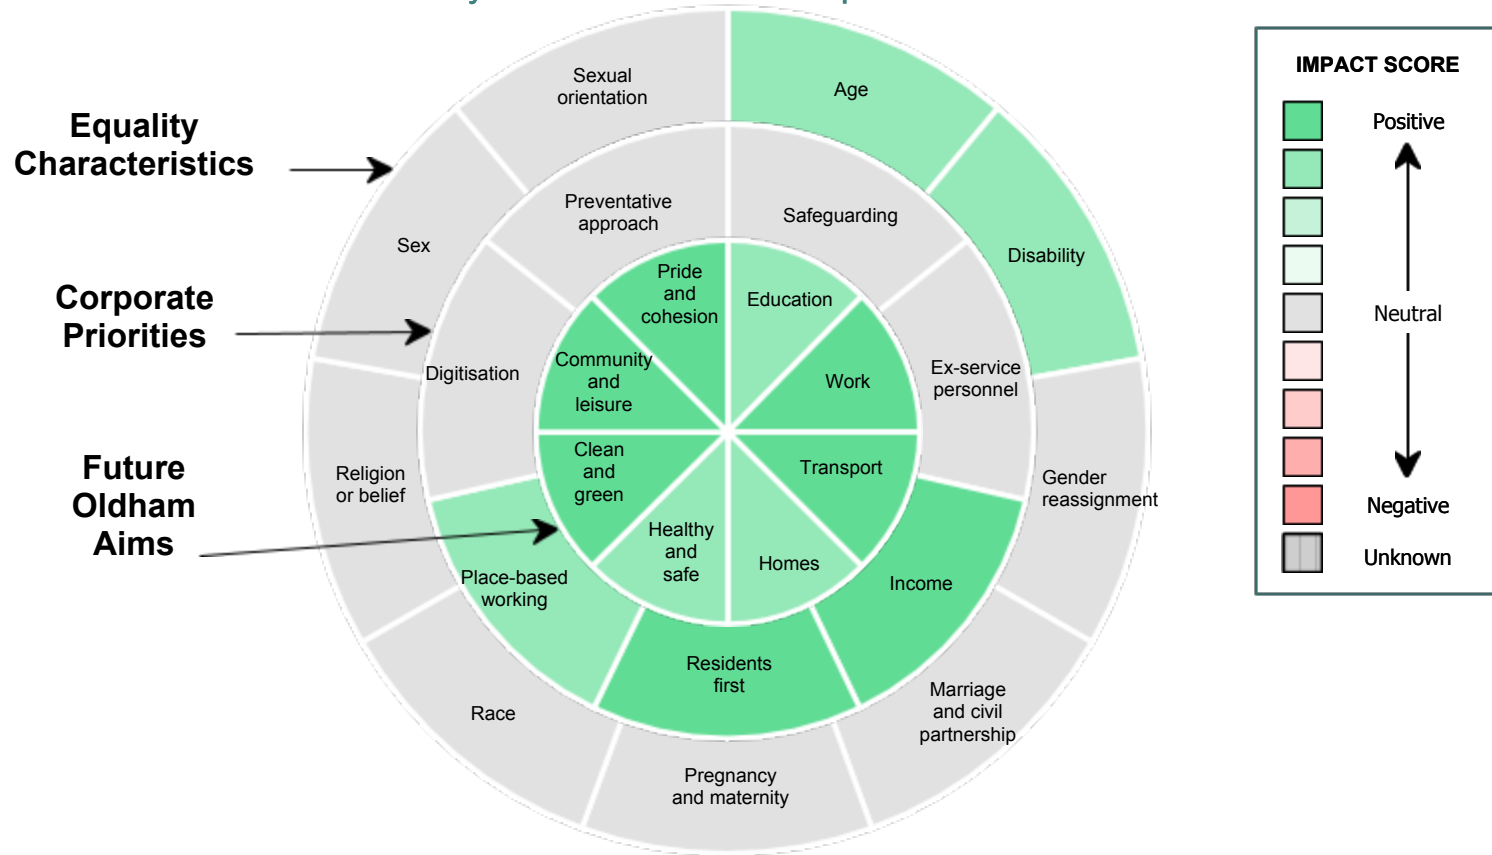 Equality
Characteristics
Corporate
Priorities
Future
Oldham
Aims
Sexual
orientation
Age
Sex
Disability
Religion
or belief
Gender
reassignment
Race
Marriage
and civil
partnership
Pregnancy
and maternity
Preventative
approach
Safeguarding
Digitisation
Ex-service
personnel
Place-based
working
Income
Residents
first
Pride
and
cohesion
Education
Community
and
leisure
Work
Clean
and
green
Transport
Healthy
and
safe
Homes
IMPACT SCORE
Positive
Neutral
Negative
Unknown